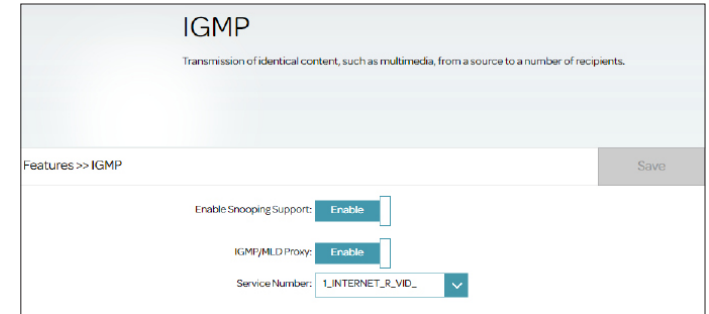 IGMP
Transmission of identical content, such as multimedia, from a source to a number of recipients.
Features >> IGMP
Save
Enable Snooping Support: Enable
IGMP/MLD Proxy: Enable
Service Number: 1_INTERNET_R_VID_